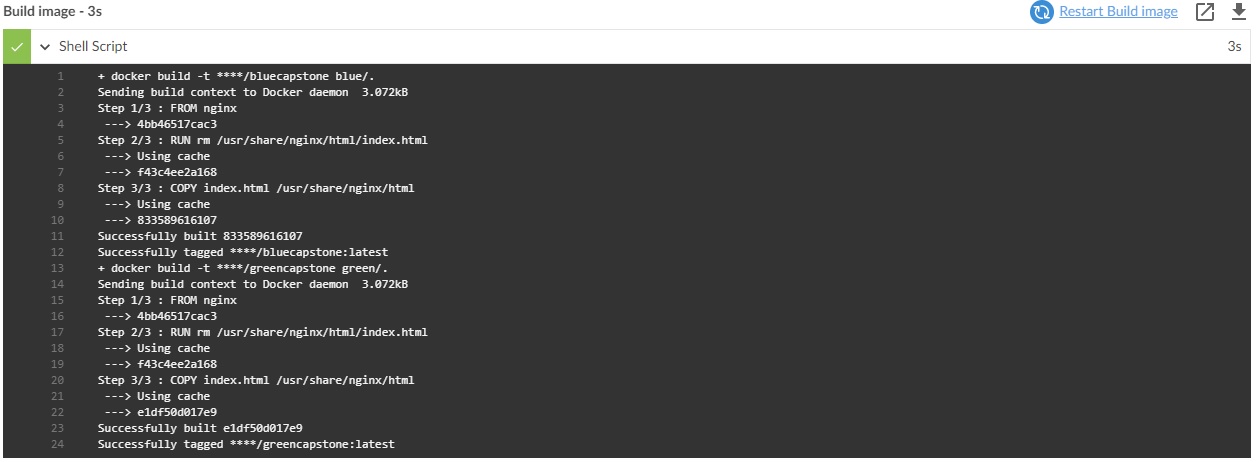 Build image - 3s
Restart Build image
Shell Script
3s
1 + docker build -t ****/bluecapstone blue/.
2 Sending build context to Docker daemon  3.072kB
3 Step 1/3 : FROM nginx
4 ---> 4bb46517cac3
5 Step 2/3 : RUN rm /usr/share/nginx/html/index.html
6 ---> Using cache
7 ---> f43c4ee2a168
8 Step 3/3 : COPY index.html /usr/share/nginx/html
9 ---> Using cache
10 ---> 833589616107
11 Successfully built 833589616107
12 Successfully tagged ****/bluecapstone:latest
13 + docker build -t ****/greencapstone green/.
14 Sending build context to Docker daemon  3.072kB
15 Step 1/3 : FROM nginx
16 ---> 4bb46517cac3
17 Step 2/3 : RUN rm /usr/share/nginx/html/index.html
18 ---> Using cache
19 ---> f43c4ee2a168
20 Step 3/3 : COPY index.html /usr/share/nginx/html
21 ---> Using cache
22 ---> e1df50d017e9
23 Successfully built e1df50d017e9
24 Successfully tagged ****/greencapstone:latest